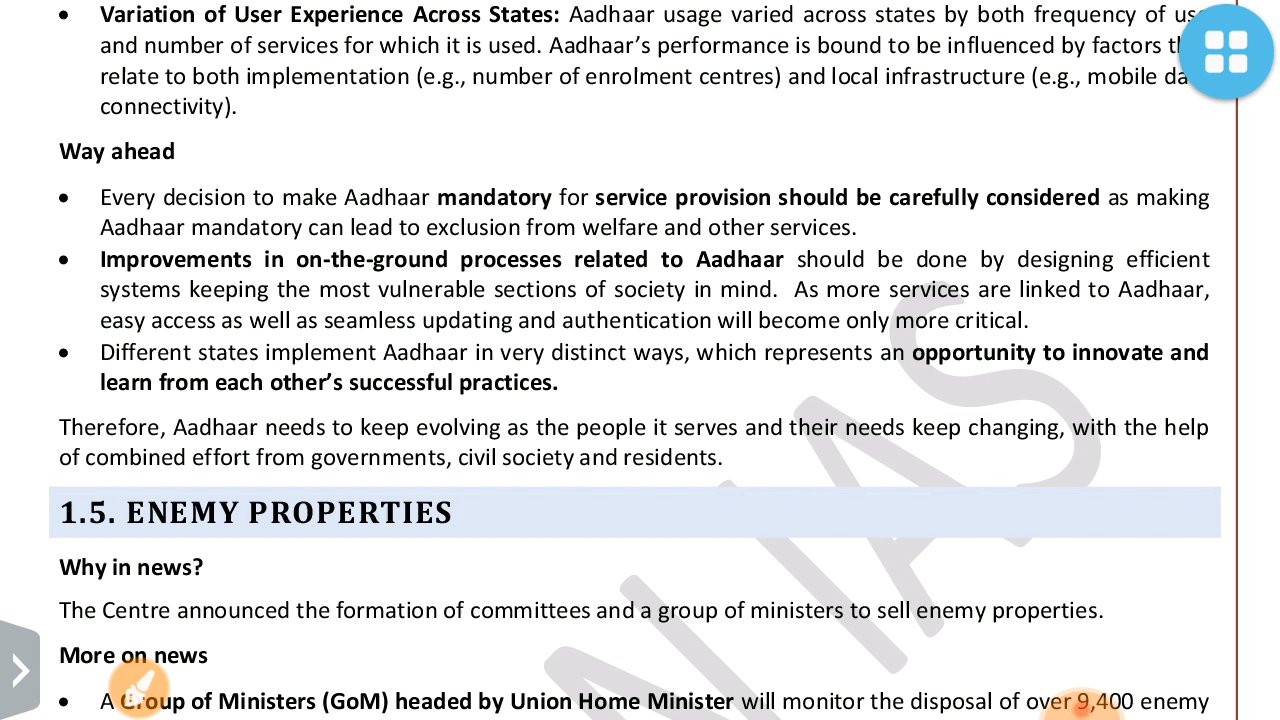 • Variation of User Experience Across States: Aadhaar usage varied across states by both frequency of
and number of services for which it is used. Aadhaar’s performance is bound to be influenced by factors
relate to both implementation (e.g., number of enrolment centres) and local infrastructure (e.g., mobile
connectivity).
Way ahead
• Every decision to make Aadhaar mandatory for service provision should be carefully considered as making
Aadhaar mandatory can lead to exclusion from welfare and other services.
• Improvements in on-the-ground processes related to Aadhaar should be done by designing efficient
systems keeping the most vulnerable sections of society in mind. As more services are linked to Aadhaar,
easy access as well as seamless updating and authentication will become only more critical.
• Different states implement Aadhaar in very distinct ways, which represents an opportunity to innovate and
learn from each other’s successful practices.
Therefore, Aadhaar needs to keep evolving as the people it serves and their needs keep changing, with the help
of combined effort from governments, civil society and residents.
1.5. ENEMY PROPERTIES
Why in news?
The Centre announced the formation of committees and a group of ministers to sell enemy properties.
More on news
• A Group of Ministers (GoM) headed by Union Home Minister will monitor the disposal of over 9,400 enemy
N IAS